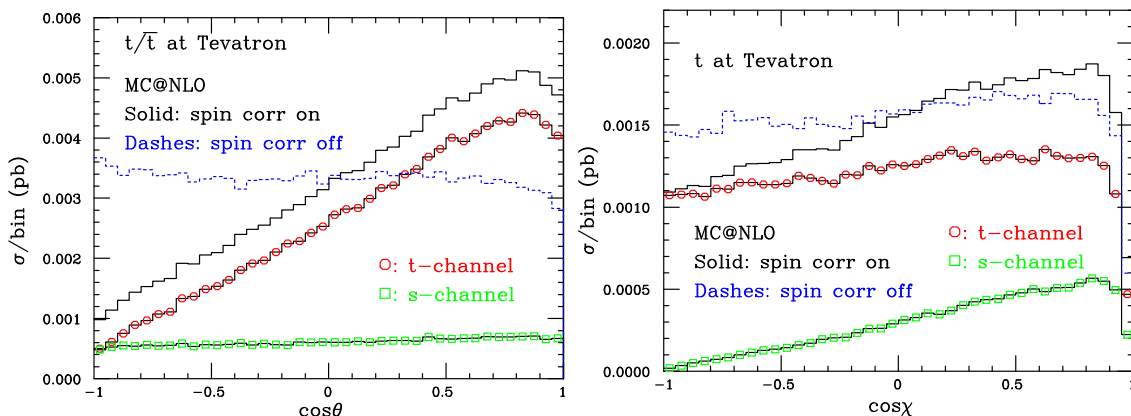 t/t̅ at Tevatron
MC@NLO
Solid: spin corr on
Dashes: spin corr off
σ/bin (pb)
0.006
0.005
0.004
0.003
0.002
0.001
0.000
○: t-channel
□: s-channel
-1 -0.5 0 0.5 1
cosθ
t at Tevatron
σ/bin (pb)
0.0020
0.0015
0.0010
0.0005
0.0000
MC@NLO
Solid: spin corr on
Dashes: spin corr off
○: t-channel
□: s-channel
-1 -0.5 0 0.5 1
cosχ